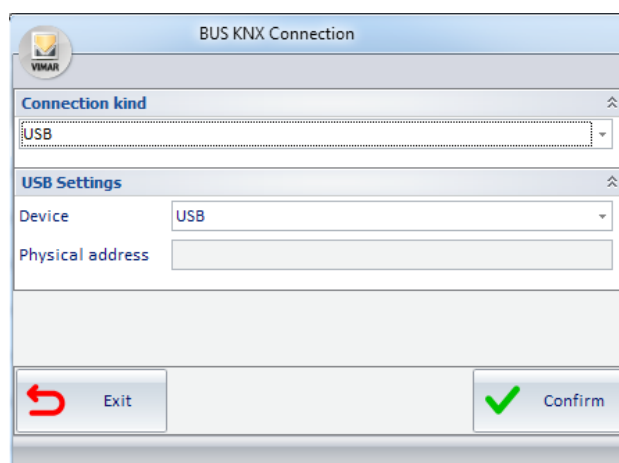 BUS KNX Connection
VIMAR
Connection kind
USB
USB Settings
Device USB
Physical address
Exit Confirm